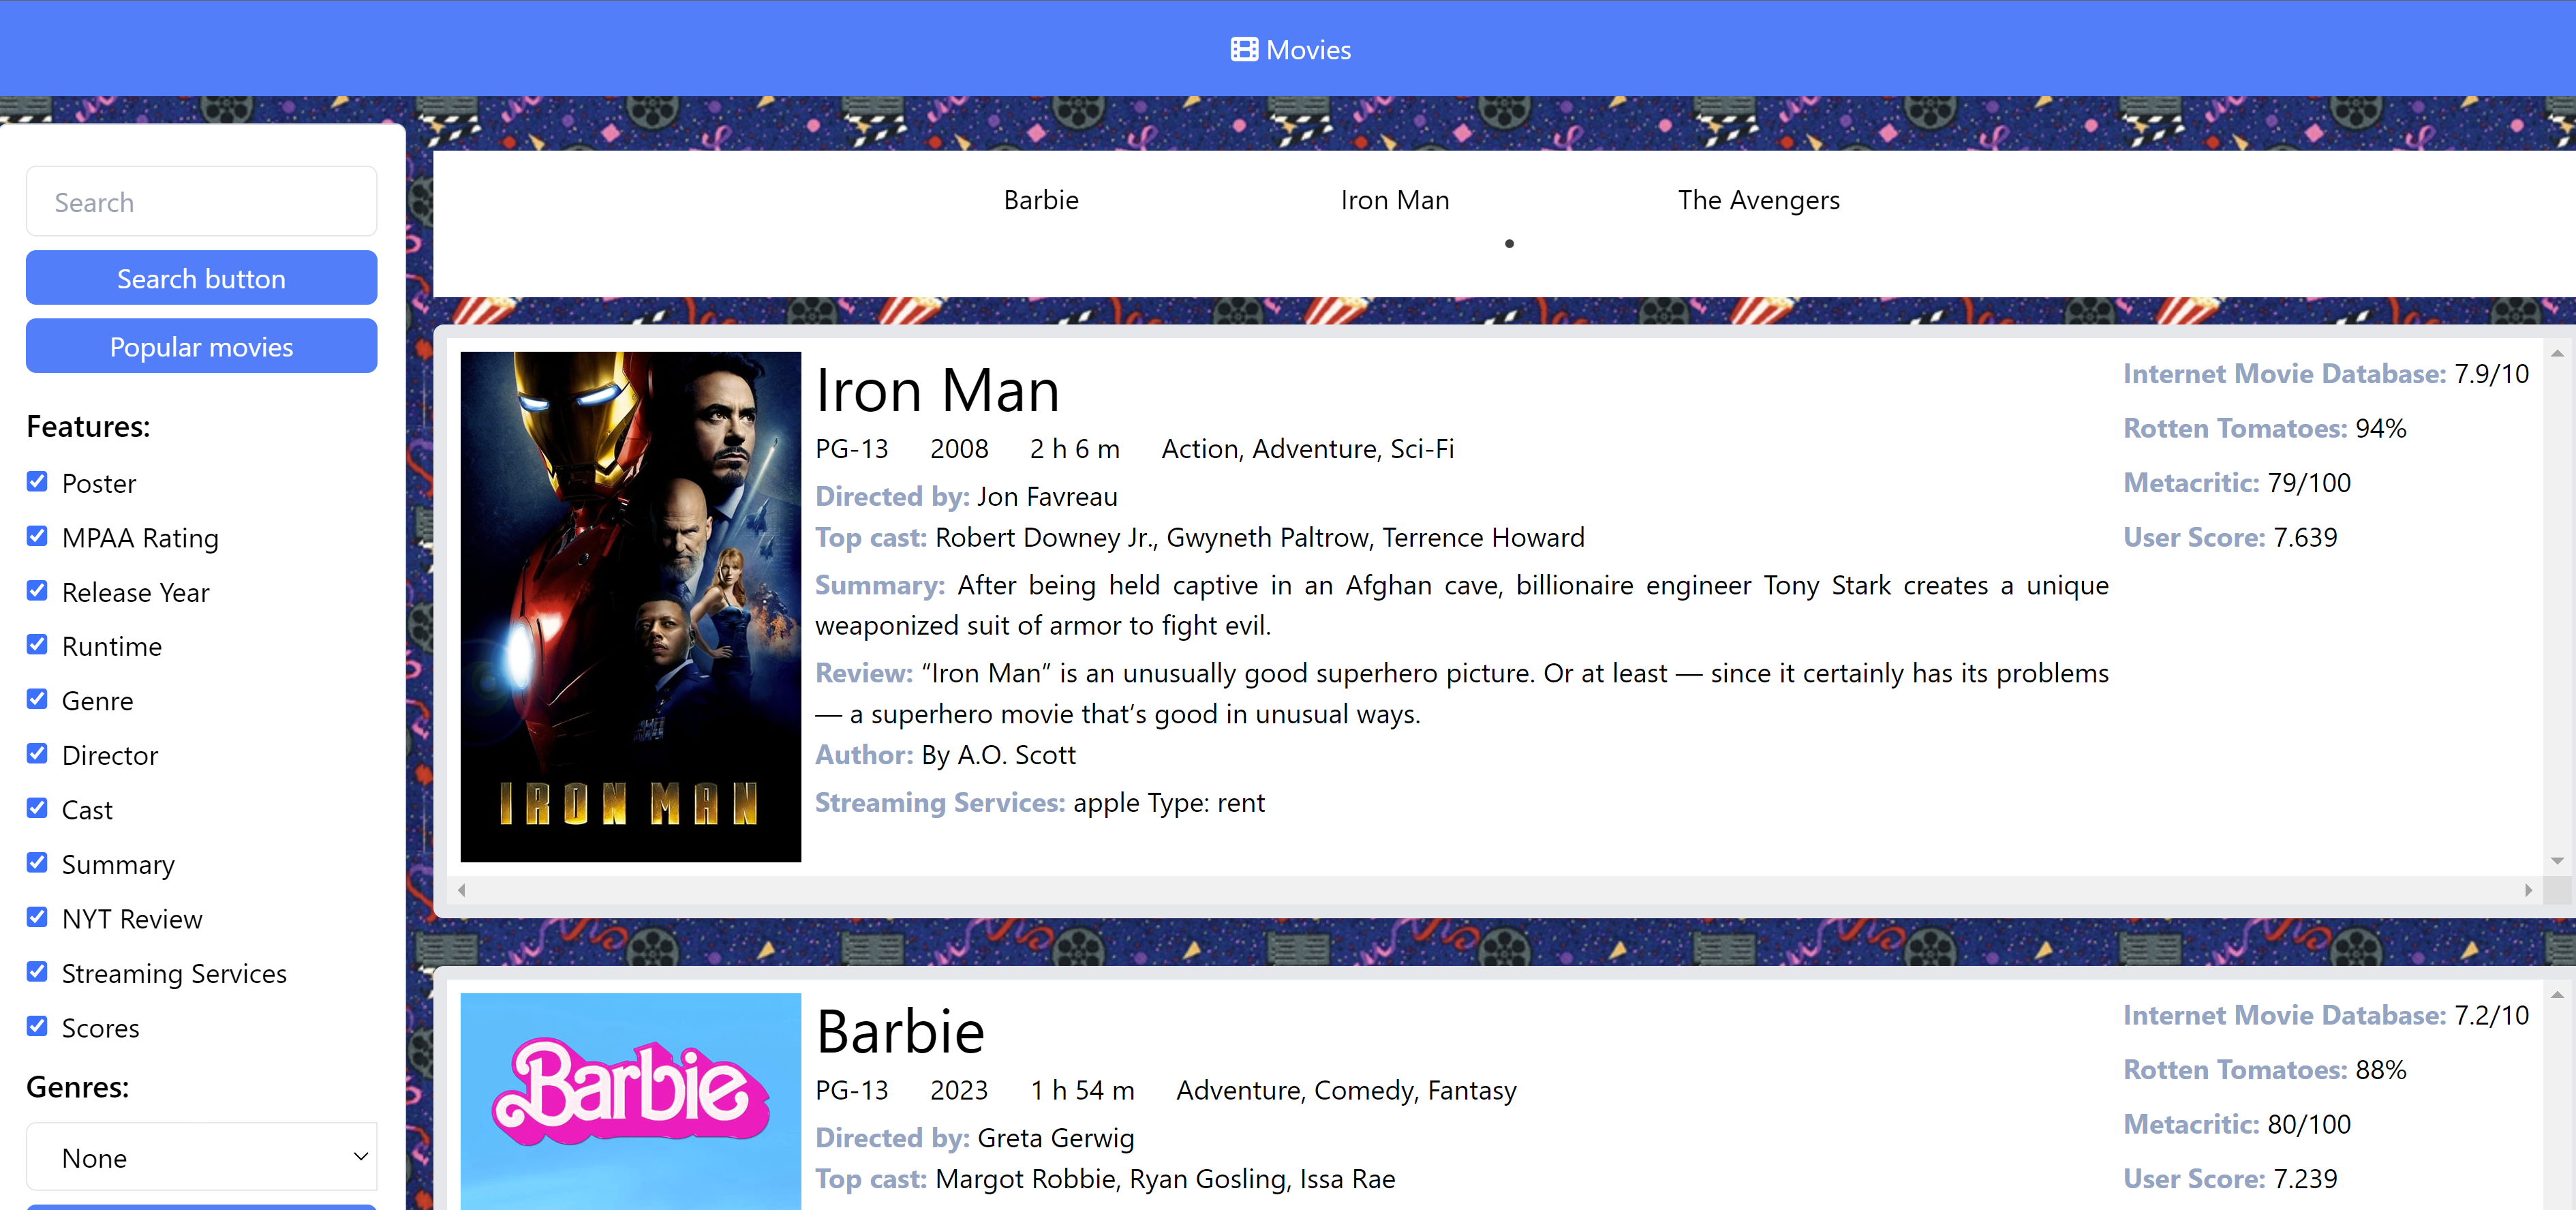 Movies
Search
Search button
Popular movies
Features:
Poster
MPAA Rating
Release Year
Runtime
Genre
Director
Cast
Summary
NYT Review
Streaming Services
Scores
Genres:
None
Barbie
Iron Man
The Avengers
IRON MAN
Iron Man
PG-13 2008 2 h 6 m Action, Adventure, Sci-Fi
Directed by: Jon Favreau
Top cast: Robert Downey Jr., Gwyneth Paltrow, Terrence Howard
Summary: After being held captive in an Afghan cave, billionaire engineer Tony Stark creates a unique
weaponized suit of armor to fight evil.
Review: “Iron Man” is an unusually good superhero picture. Or at least — since it certainly has its problems
— a superhero movie that’s good in unusual ways.
Author: By A.O. Scott
Streaming Services: apple Type: rent
Internet Movie Database: 7.9/10
Rotten Tomatoes: 94%
Metacritic: 79/100
User Score: 7.639
Barbie
Barbie
PG-13 2023 1 h 54 m Adventure, Comedy, Fantasy
Directed by: Greta Gerwig
Top cast: Margot Robbie, Ryan Gosling, Issa Rae
Internet Movie Database: 7.2/10
Rotten Tomatoes: 88%
Metacritic: 80/100
User Score: 7.239